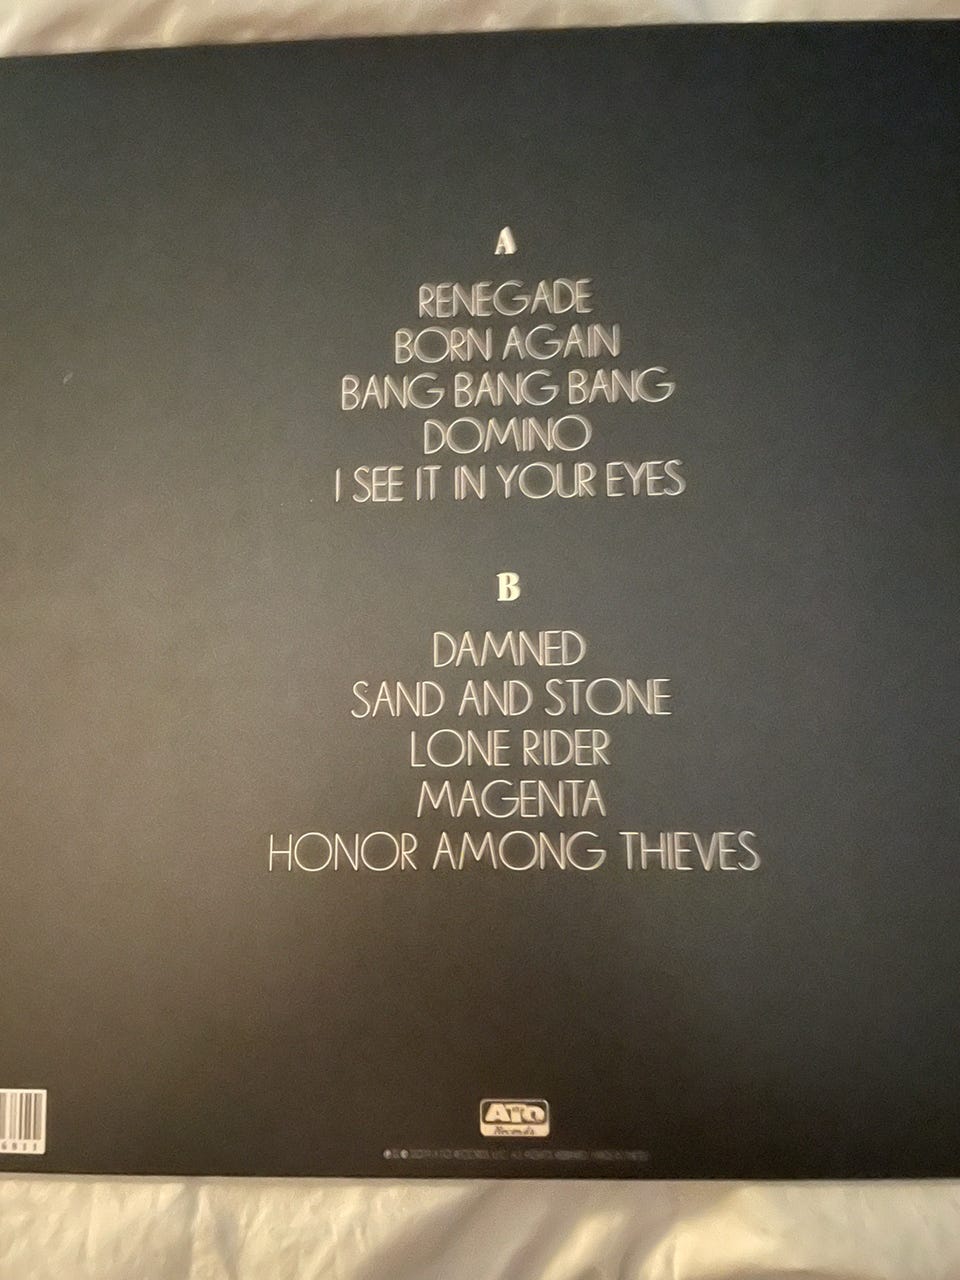 A
RENEGADE
BORN AGAIN
BANG BANG BANG
DOMINO
I SEE IT IN YOUR EYES
B
DAMNED
SAND AND STONE
LONE RIDER
MAGENTA
HONOR AMONG THIEVES
ATO
Records
6811